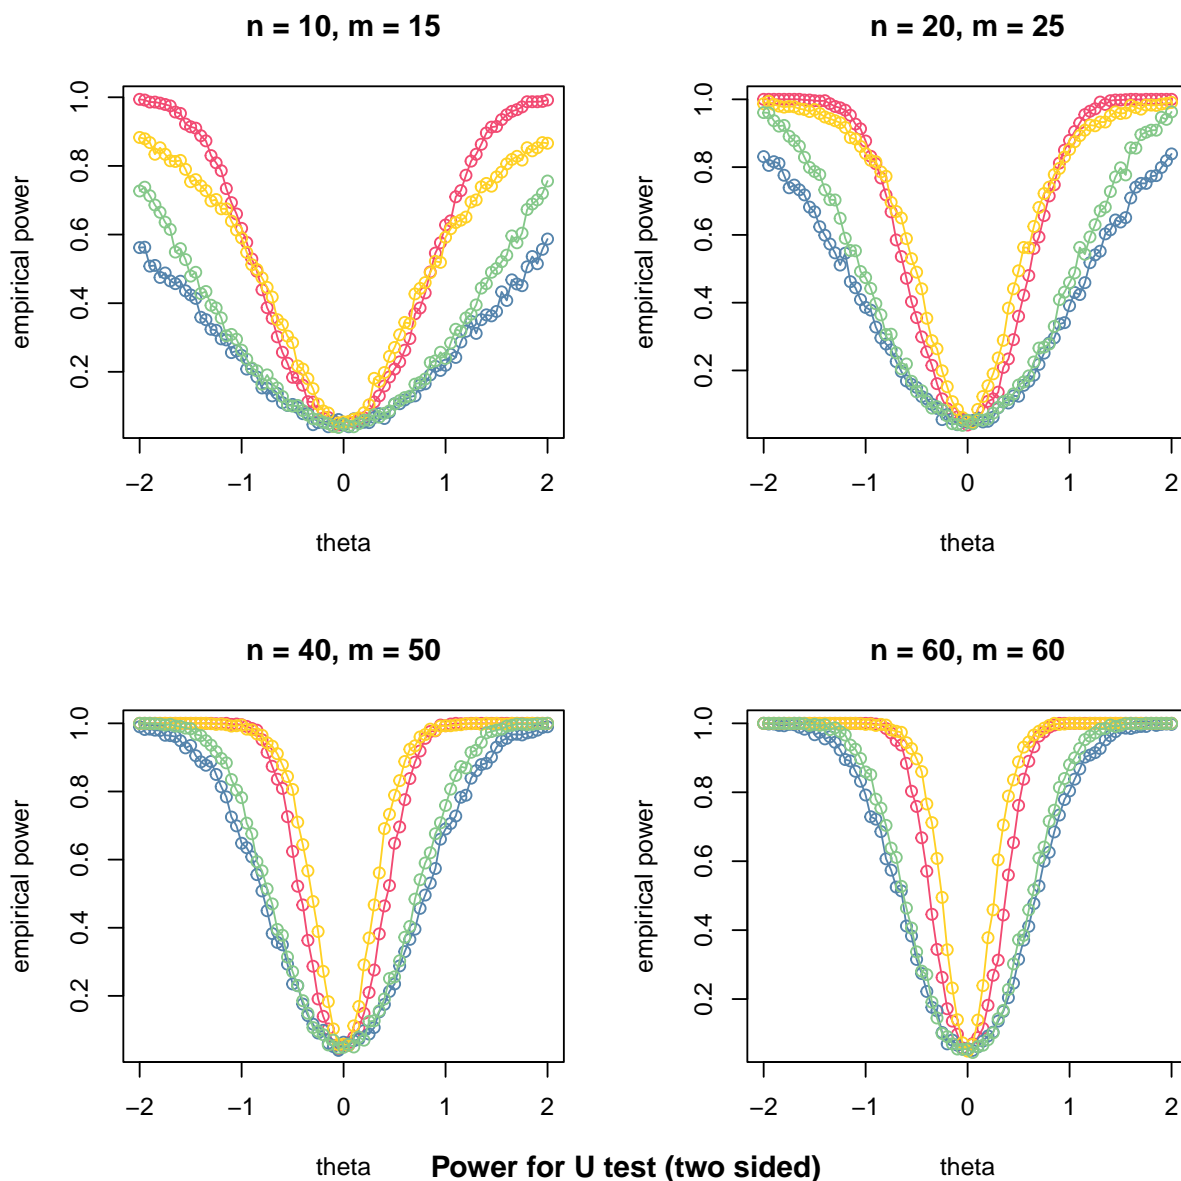 n = 10, m = 15
empirical power
1.0
0.8
0.6
0.4
0.2
−2 −1 0 1 2
theta
n = 20, m = 25
empirical power
1.0
0.8
0.6
0.4
0.2
−2 −1 0 1 2
theta
n = 40, m = 50
empirical power
1.0
0.8
0.6
0.4
0.2
−2 −1 0 1 2
theta
n = 60, m = 60
empirical power
1.0
0.8
0.6
0.4
0.2
−2 −1 0 1 2
theta
Power for U test (two sided)